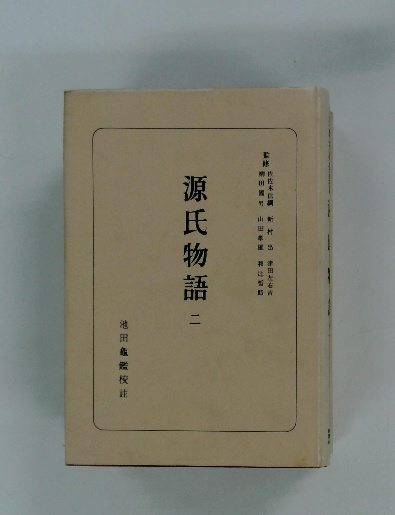 監修
佐佐木信綱 新村出 津田左右吉
柳田國男 山田孝雄 和辻哲郎
源氏物語 二
池田龜鑑校註